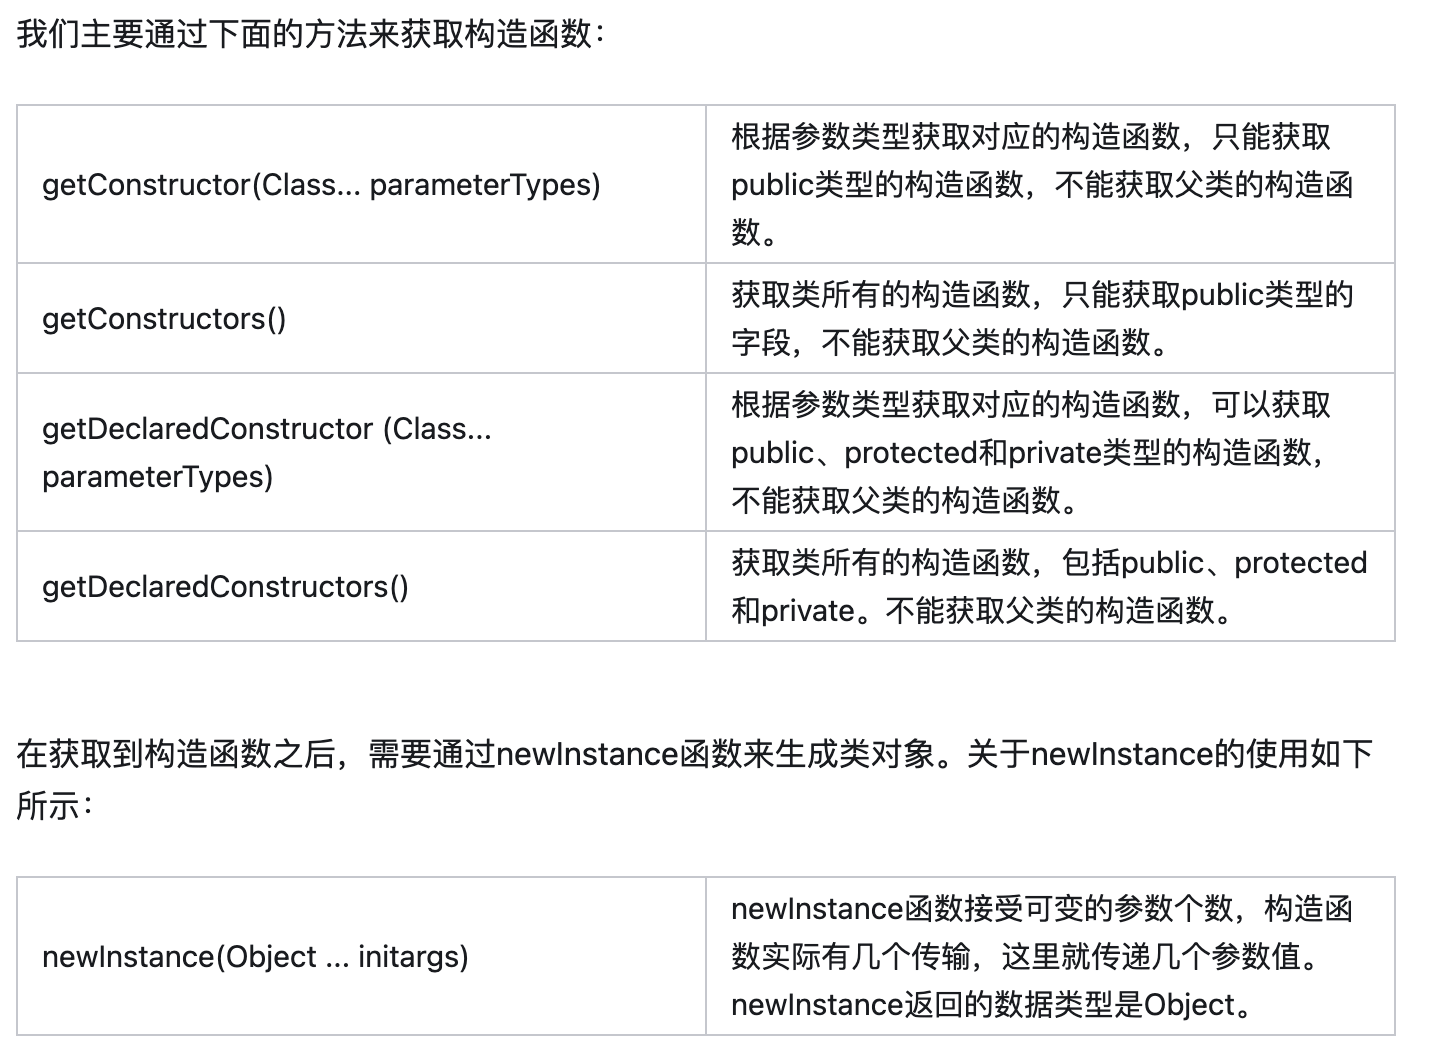 我们主要通过下面的方法来获取构造函数：
getConstructor(Class... parameterTypes)
根据参数类型获取对应的构造函数，只能获取
public类型的构造函数，不能获取父类的构造函
数。
getConstructors()
获取类所有的构造函数，只能获取public类型的
字段，不能获取父类的构造函数。
getDeclaredConstructor (Class...
parameterTypes)
根据参数类型获取对应的构造函数，可以获取
public、protected和private类型的构造函数，
不能获取父类的构造函数。
getDeclaredConstructors()
获取类所有的构造函数，包括public、protected
和private。不能获取父类的构造函数。
在获取到构造函数之后，需要通过newInstance函数来生成类对象。关于newInstance的使用如下
所示：
newInstance(Object ... initargs)
newInstance函数接受可变的参数个数，构造函
数实际有几个传输，这里就传递几个参数值。
newInstance返回的数据类型是Object。